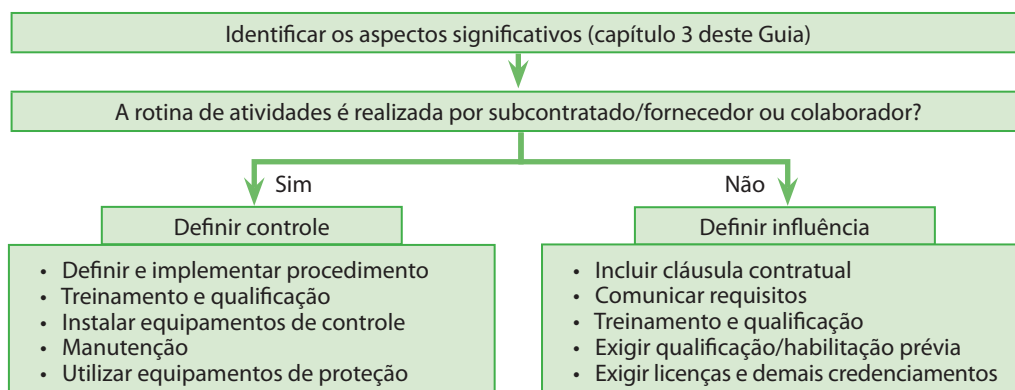 Identificar os aspectos significativos (capítulo 3 deste Guia)
A rotina de atividades é realizada por subcontratado/fornecedor ou colaborador?
Sim
Não
Definir controle
• Definir e implementar procedimento
• Treinamento e qualificação
• Instalar equipamentos de controle
• Manutenção
• Utilizar equipamentos de proteção
Definir influência
• Incluir cláusula contratual
• Comunicar requisitos
• Treinamento e qualificação
• Exigir qualificação/habilitação prévia
• Exigir licenças e demais credenciamentos